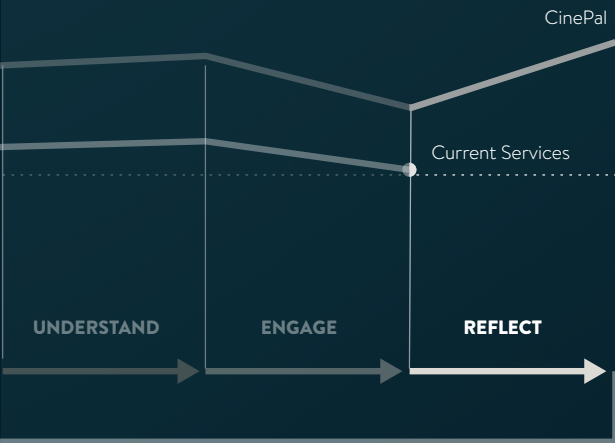 CinePal
Current Services
UNDERSTAND
ENGAGE
REFLECT